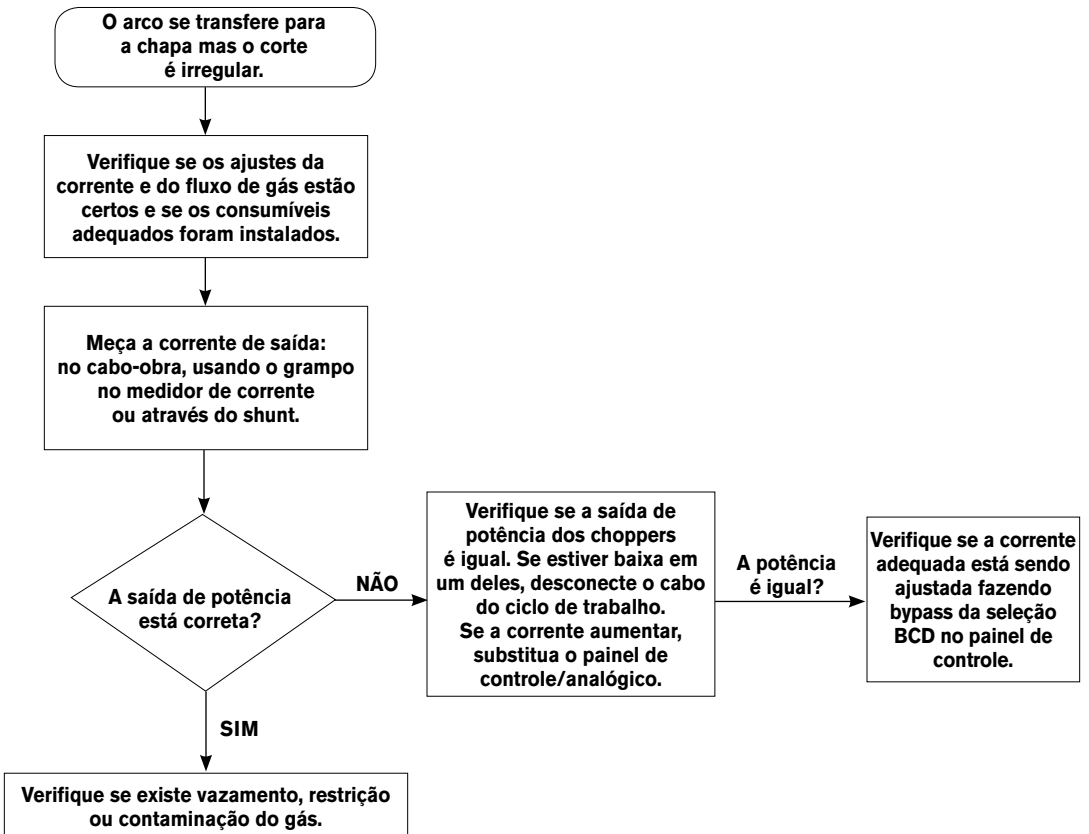 O arco se transfere para
a chapa mas o corte
é irregular.
Verifique se os ajustes da
corrente e do fluxo de gás estão
certos e se os consumíveis
adequados foram instalados.
Meça a corrente de saída:
no cabo-obra, usando o grampo
no medidor de corrente
ou através do shunt.
A saída de potência
está correta?
NÃO
Verifique se a saída de
potência dos choppers
é igual. Se estiver baixa em
um deles, desconecte o cabo
do ciclo de trabalho.
Se a corrente aumentar,
substitua o painel de
controle/analógico.
A potência
é igual?
Verifique se a corrente
adequada está sendo
ajustada fazendo
bypass da seleção
BCD no painel de
controle.
SIM
Verifique se existe vazamento, restrição
ou contaminação do gás.